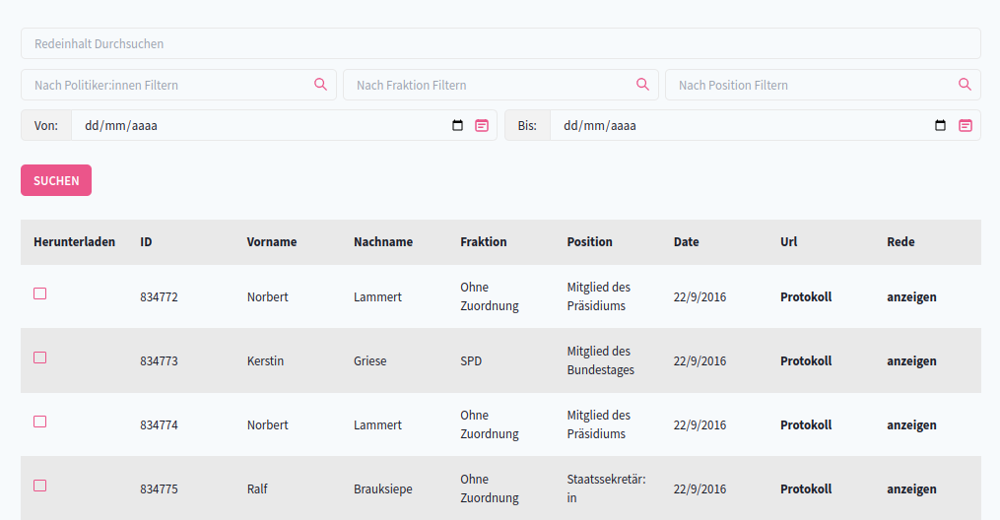 Redeinhalt Durchsuchen
Nach Politiker:innen Filtern Nach Fraktion Filtern Nach Position Filtern
Von: dd/mm/aaaa Bis: dd/mm/aaaa
SUCHEN
Herunterladen ID Vorname Nachname Fraktion Position Date Url Rede
834772 Norbert Lammert Ohne Zuordnung Mitglied des Präsidiums 22/9/2016 Protokoll anzeigen
834773 Kerstin Griese SPD Mitglied des Bundestages 22/9/2016 Protokoll anzeigen
834774 Norbert Lammert Ohne Zuordnung Mitglied des Präsidiums 22/9/2016 Protokoll anzeigen
834775 Ralf Brauksiepe Ohne Zuordnung Staatssekretär:in 22/9/2016 Protokoll anzeigen